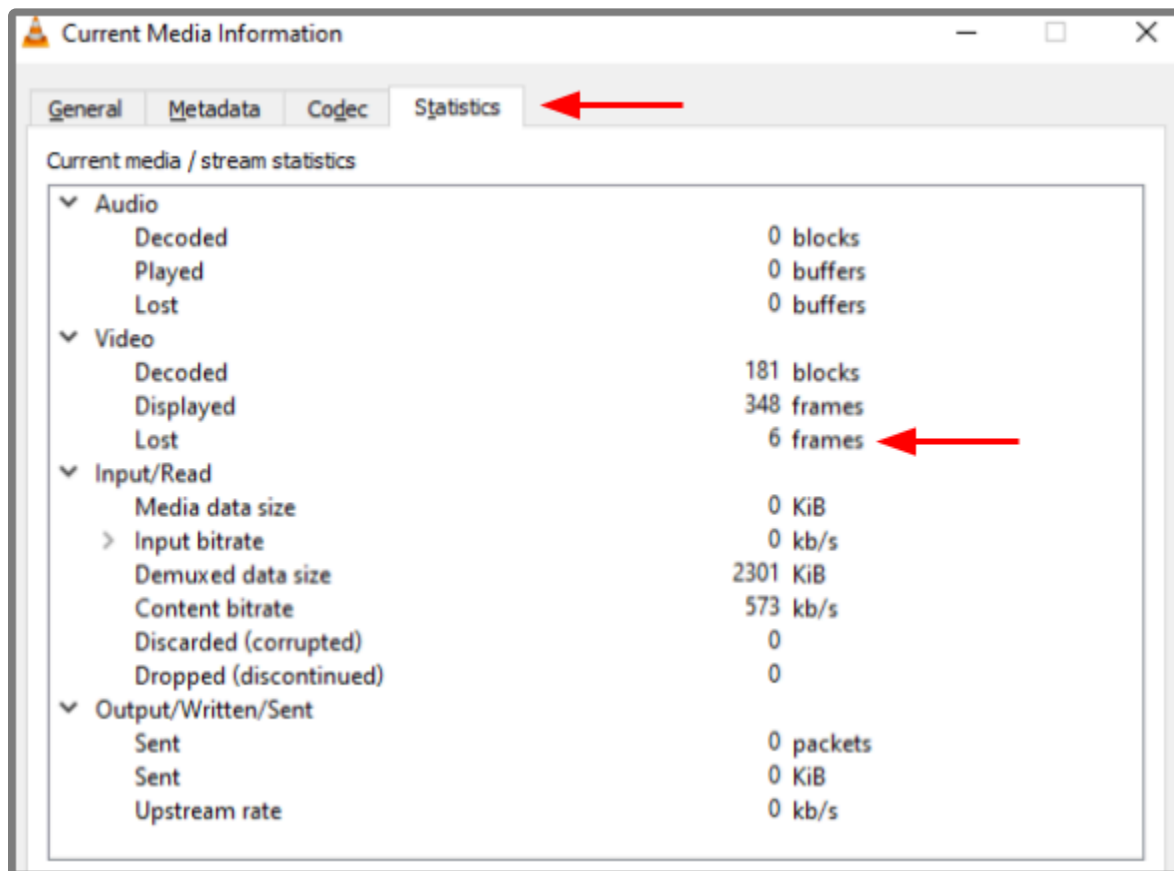 Current Media Information
General Metadata Codec Statistics
Current media / stream statistics
Audio
Decoded 0 blocks
Played 0 buffers
Lost 0 buffers
Video
Decoded 181 blocks
Displayed 348 frames
Lost 6 frames
Input/Read
Media data size 0 KiB
Input bitrate 0 kb/s
Demuxed data size 2301 KiB
Content bitrate 573 kb/s
Discarded (corrupted) 0
Dropped (discontinued) 0
Output/Written/Sent
Sent 0 packets
Sent 0 KiB
Upstream rate 0 kb/s